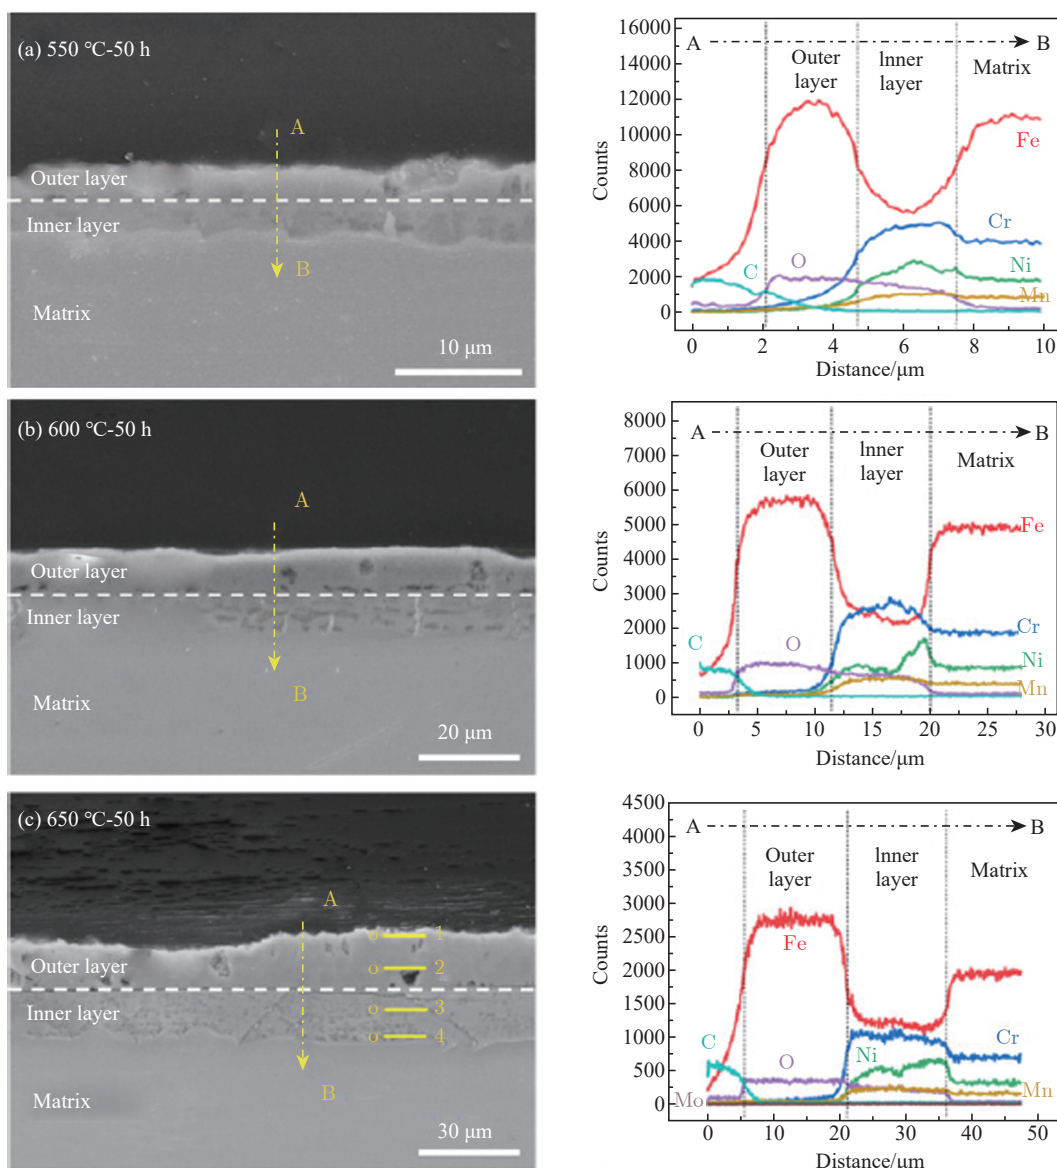 (a) 550 ℃-50 h
A
Outer layer
Inner layer
B
Matrix
10 μm
A
B
Outer
layer
lnner
layer
Matrix
Fe
Cr
Ni
Mn
C
O
16000
14000
12000
10000
8000
6000
4000
2000
0
Counts
0
2
4
6
8
10
Distance/μm
(b) 600 ℃-50 h
A
Outer layer
Inner layer
B
Matrix
20 μm
A
B
Outer
layer
lnner
layer
Matrix
Fe
Cr
Ni
Mn
C
O
8000
7000
6000
5000
4000
3000
2000
1000
0
Counts
0
5
10
15
20
25
30
Distance/μm
(c) 650 ℃-50 h
A
o 1
Outer layer
o 2
Inner layer
o 3
o 4
B
Matrix
30 μm
A
B
Outer
layer
lnner
layer
Matrix
Fe
C
O
Ni
Cr
Mn
Mo
4500
4000
3500
3000
2500
2000
1500
1000
500
0
Counts
0
10
20
30
40
50
Distance/μm